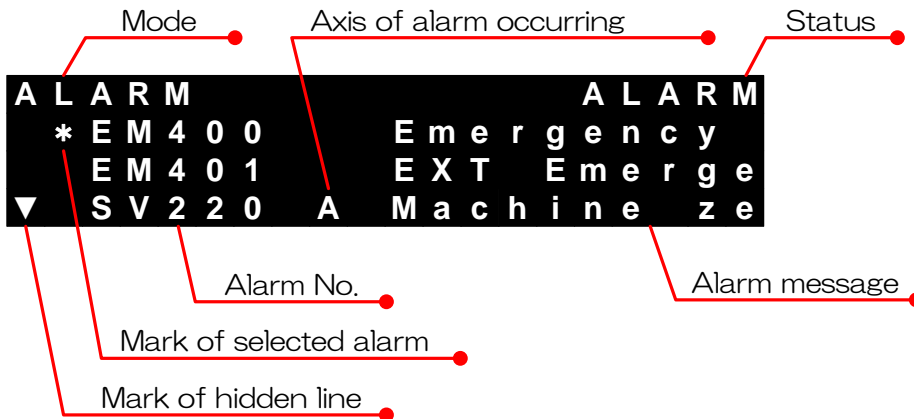 Mode Axis of alarm occurring Status
ALARM ALARM
* EM400 Emergency
EM401 EXT Emerge
▼ SV220 A Machine ze
Alarm No. Alarm message
Mark of selected alarm
Mark of hidden line